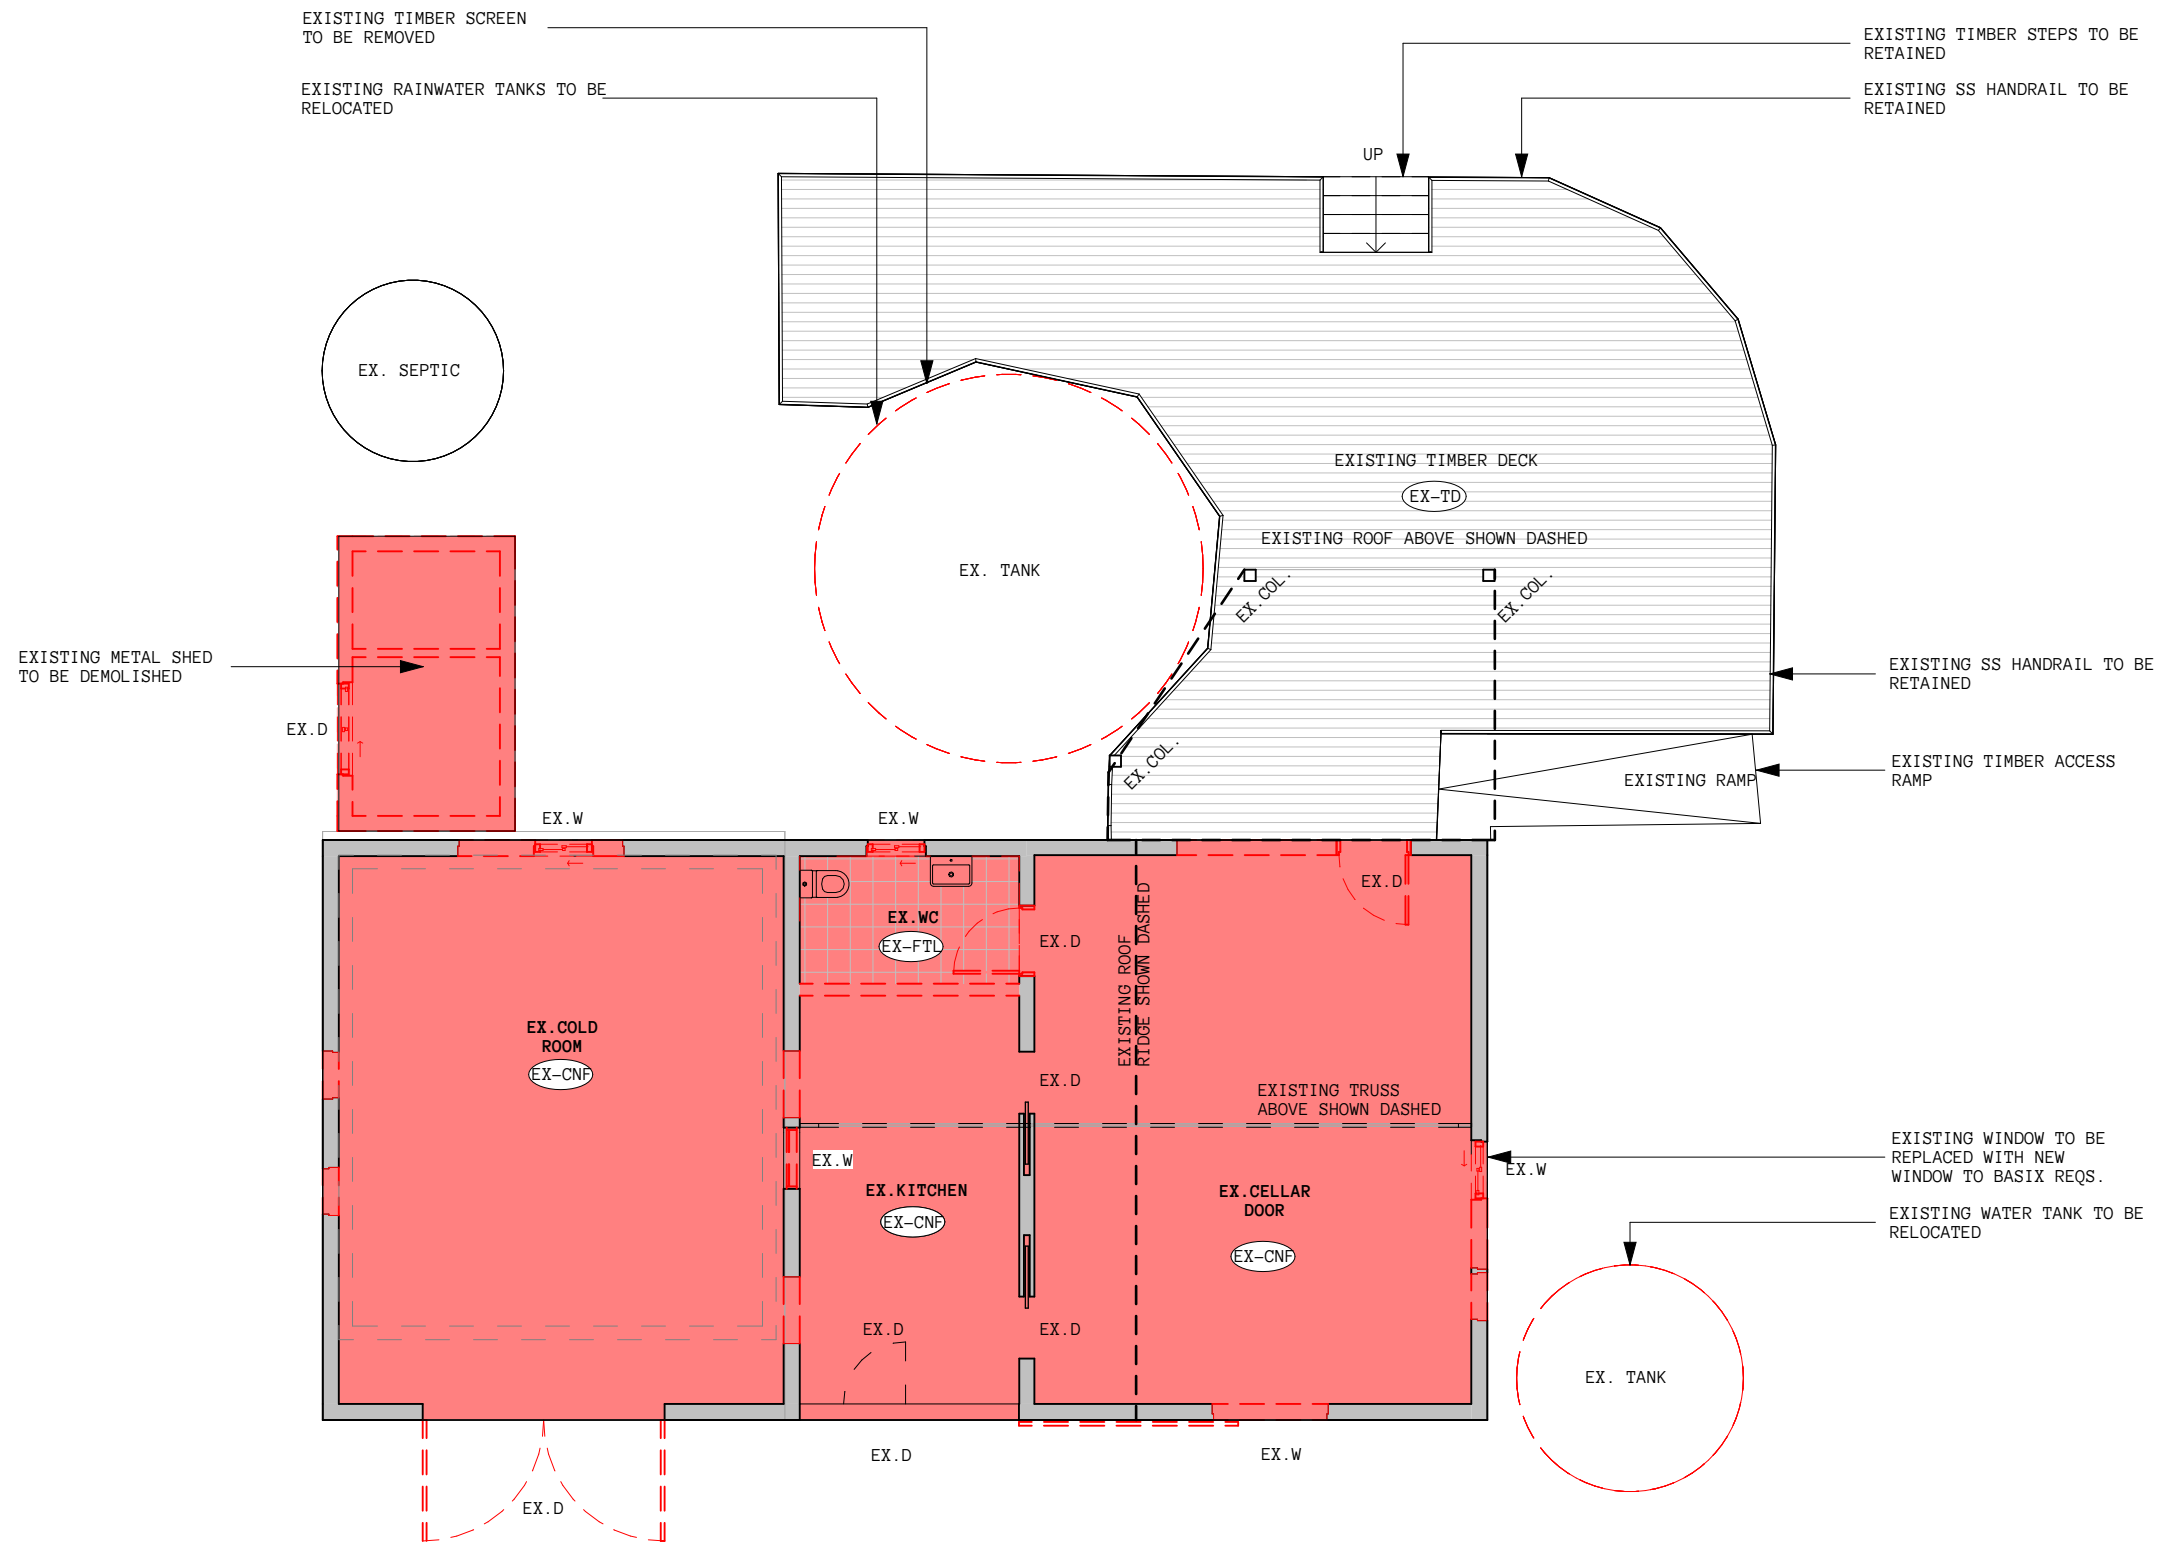 EXISTING TIMBER SCREEN
TO BE REMOVED
EXISTING RAINWATER TANKS TO BE
RELOCATED
EXISTING TIMBER STEPS TO BE
RETAINED
EXISTING SS HANDRAIL TO BE
RETAINED
UP
EX. SEPTIC
EXISTING TIMBER DECK
EX-TD
EXISTING ROOF ABOVE SHOWN DASHED
EX. TANK
EX.COL.
EX.COL.
EX.COL.
EXISTING METAL SHED
TO BE DEMOLISHED
EX.D
EXISTING SS HANDRAIL TO BE
RETAINED
EXISTING RAMP
EXISTING TIMBER ACCESS
RAMP
EX.W
EX.W
EX.D
EX.WC
EX-FTL
EX.D
EXISTING ROOF
RIDGE SHOWN DASHED
EX.COLD
ROOM
EX-CNF
EX.D
EXISTING TRUSS
ABOVE SHOWN DASHED
EX.W
EX.KITCHEN
EX-CNF
EX.CELLAR
DOOR
EX-CNF
EX.W
EXISTING WINDOW TO BE
REPLACED WITH NEW
WINDOW TO BASIX REQS.
EXISTING WATER TANK TO BE
RELOCATED
EX.D
EX.D
EX. TANK
EX.D
EX.W
EX.D